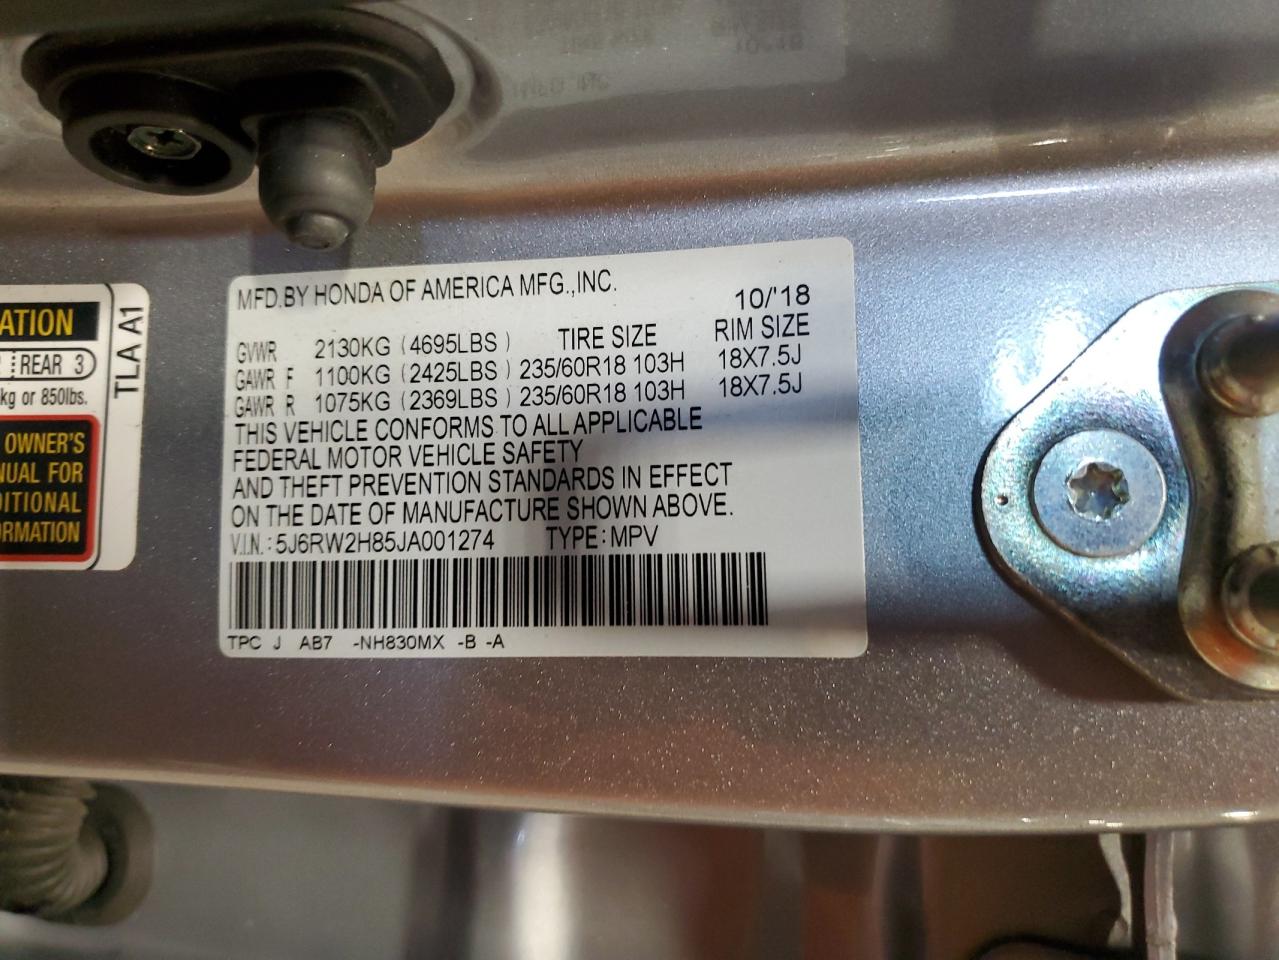 MFD.BY HONDA OF AMERICA MFG.,INC.
10/'18
GVWR 2130KG (4695LBS) TIRE SIZE RIM SIZE
GAWR F 1100KG (2425LBS) 235/60R18 103H 18X7.5J
GAWR R 1075KG (2369LBS) 235/60R18 103H 18X7.5J
THIS VEHICLE CONFORMS TO ALL APPLICABLE
FEDERAL MOTOR VEHICLE SAFETY
AND THEFT PREVENTION STANDARDS IN EFFECT
ON THE DATE OF MANUFACTURE SHOWN ABOVE.
V.I.N.: 5J6RW2H85JA001274 TYPE: MPV
TPC J AB7 -NH830MX -B -A
ATION
REAR 3
kg or 850lbs.
OWNER'S
NUAL FOR
DITIONAL
ORMATION
TLA A1